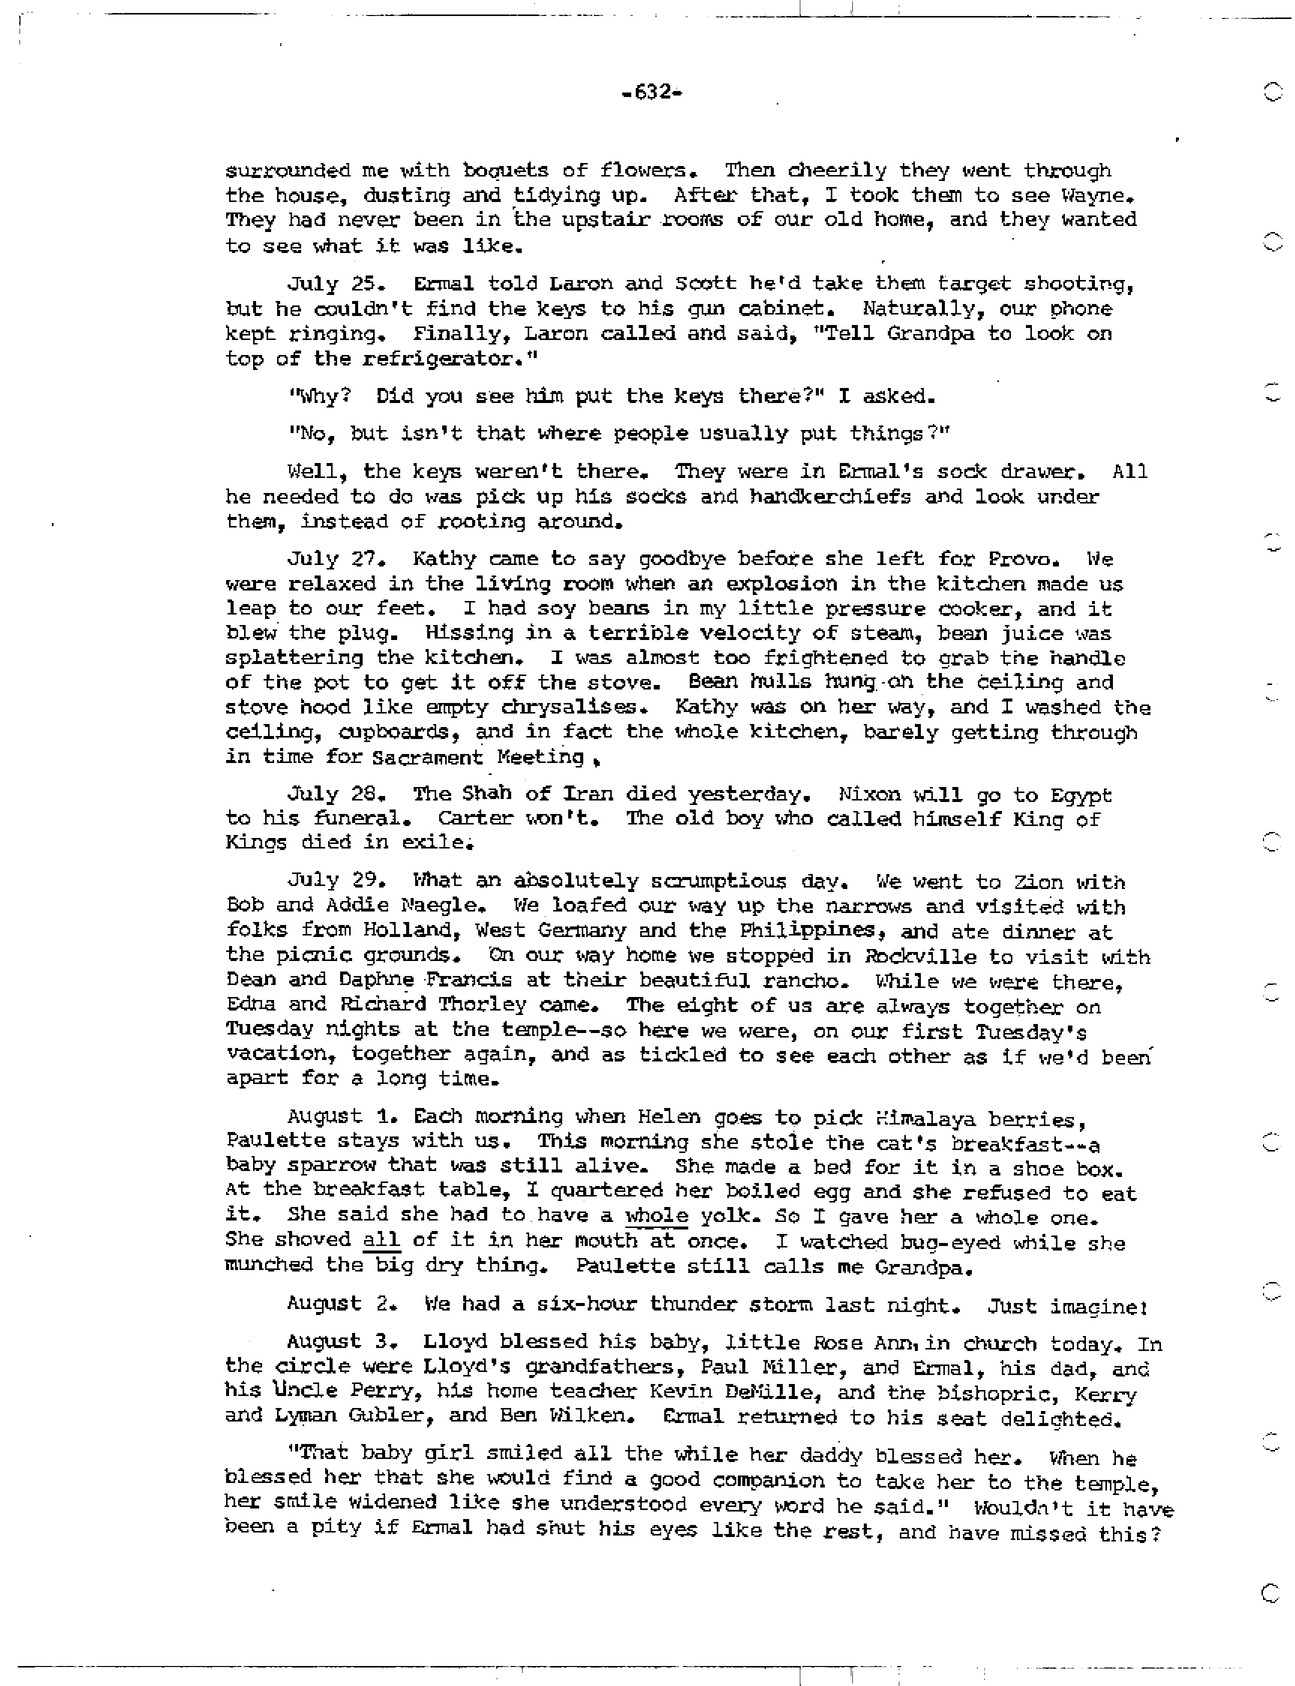 -632-
surrounded me with boquets of flowers. Then cheerily they went through
the house, dusting and tidying up. After that, I took them to see Wayne.
They had never been in the upstair rooms of our old home, and they wanted
to see what it was like.
July 25. Ermal told Laron and Scott he'd take them target shooting,
but he couldn't find the keys to his gun cabinet. Naturally, our phone
kept ringing. Finally, Laron called and said, "Tell Grandpa to look on
top of the refrigerator."
"Why? Did you see him put the keys there?" I asked.
"No, but isn't that where people usually put things?"
Well, the keys weren't there. They were in Ermal's sock drawer. All
he needed to do was pick up his socks and handkerchiefs and look under
them, instead of rooting around.
July 27. Kathy came to say goodbye before she left for Provo. We
were relaxed in the living room when an explosion in the kitchen made us
leap to our feet. I had soy beans in my little pressure cooker, and it
blew the plug. Hissing in a terrible velocity of steam, bean juice was
splattering the kitchen. I was almost too frightened to grab the handle
of the pot to get it off the stove. Bean hulls hung on the ceiling and
stove hood like empty chrysalises. Kathy was on her way, and I washed the
ceiling, cupboards, and in fact the whole kitchen, barely getting through
in time for Sacrament Meeting.
July 28. The Shah of Iran died yesterday. Nixon will go to Egypt
to his funeral. Carter won't. The old boy who called himself King of
Kings died in exile.
July 29. What an absolutely scrumptious day. We went to Zion with
Bob and Addie Naegle. We loafed our way up the narrows and visited with
folks from Holland, West Germany and the Philippines, and ate dinner at
the picnic grounds. On our way home we stopped in Rockville to visit with
Dean and Daphne Francis at their beautiful rancho. While we were there,
Edna and Richard Thorley came. The eight of us are always together on
Tuesday nights at the temple--so here we were, on our first Tuesday's
vacation, together again, and as tickled to see each other as if we'd been
apart for a long time.
August 1. Each morning when Helen goes to pick Himalaya berries,
Paulette stays with us. This morning she stole the cat's breakfast--a
baby sparrow that was still alive. She made a bed for it in a shoe box.
At the breakfast table, I quartered her boiled egg and she refused to eat
it. She said she had to have a whole yolk. So I gave her a whole one.
She shoved all of it in her mouth at once. I watched bug-eyed while she
munched the big dry thing. Paulette still calls me Grandpa.
August 2. We had a six-hour thunder storm last night. Just imagine!
August 3. Lloyd blessed his baby, little Rose Ann, in church today. In
the circle were Lloyd's grandfathers, Paul Miller, and Ermal, his dad, and
his Uncle Perry, his home teacher Kevin DeMille, and the bishopric, Kerry
and Lyman Gubler, and Ben Wilken. Ermal returned to his seat delighted.
"That baby girl smiled all the while her daddy blessed her. When he
blessed her that she would find a good companion to take her to the temple,
her smile widened like she understood every word he said." Wouldn't it have
been a pity if Ermal had shut his eyes like the rest, and have missed this?